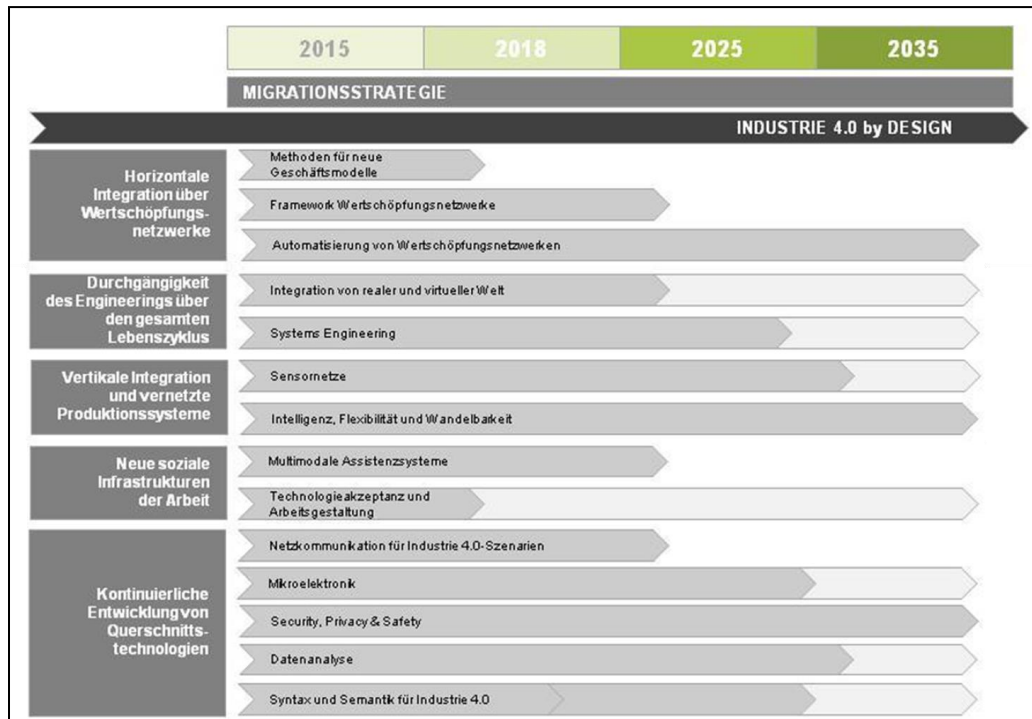 2015 2018 2025 2035
MIGRATIONSSTRATEGIE
INDUSTRIE 4.0 by DESIGN
Horizontale
Integration über
Wertschöpfungs-
netzwerke
Methoden für neue
Geschäftsmodelle
Framework Wertschöpfungsnetzwerke
Automatisierung von Wertschöpfungsnetzwerken
Durchgängigkeit
des Engineerings über
den gesamten
Lebenszyklus
Integration von realer und virtueller Welt
Systems Engineering
Vertikale Integration
und vernetzte
Produktionssysteme
Sensornetze
Intelligenz, Flexibilität und Wandelbarkeit
Neue soziale
Infrastrukturen
der Arbeit
Multimodale Assistenzsysteme
Technologieakzeptanz und
Arbeitsgestaltung
Kontinuierliche
Entwicklung von
Querschnitts-
technologien
Netzkommunikation für Industrie 4.0-Szenarien
Mikroelektronik
Security, Privacy & Safety
Datenanalyse
Syntax und Semantik für Industrie 4.0